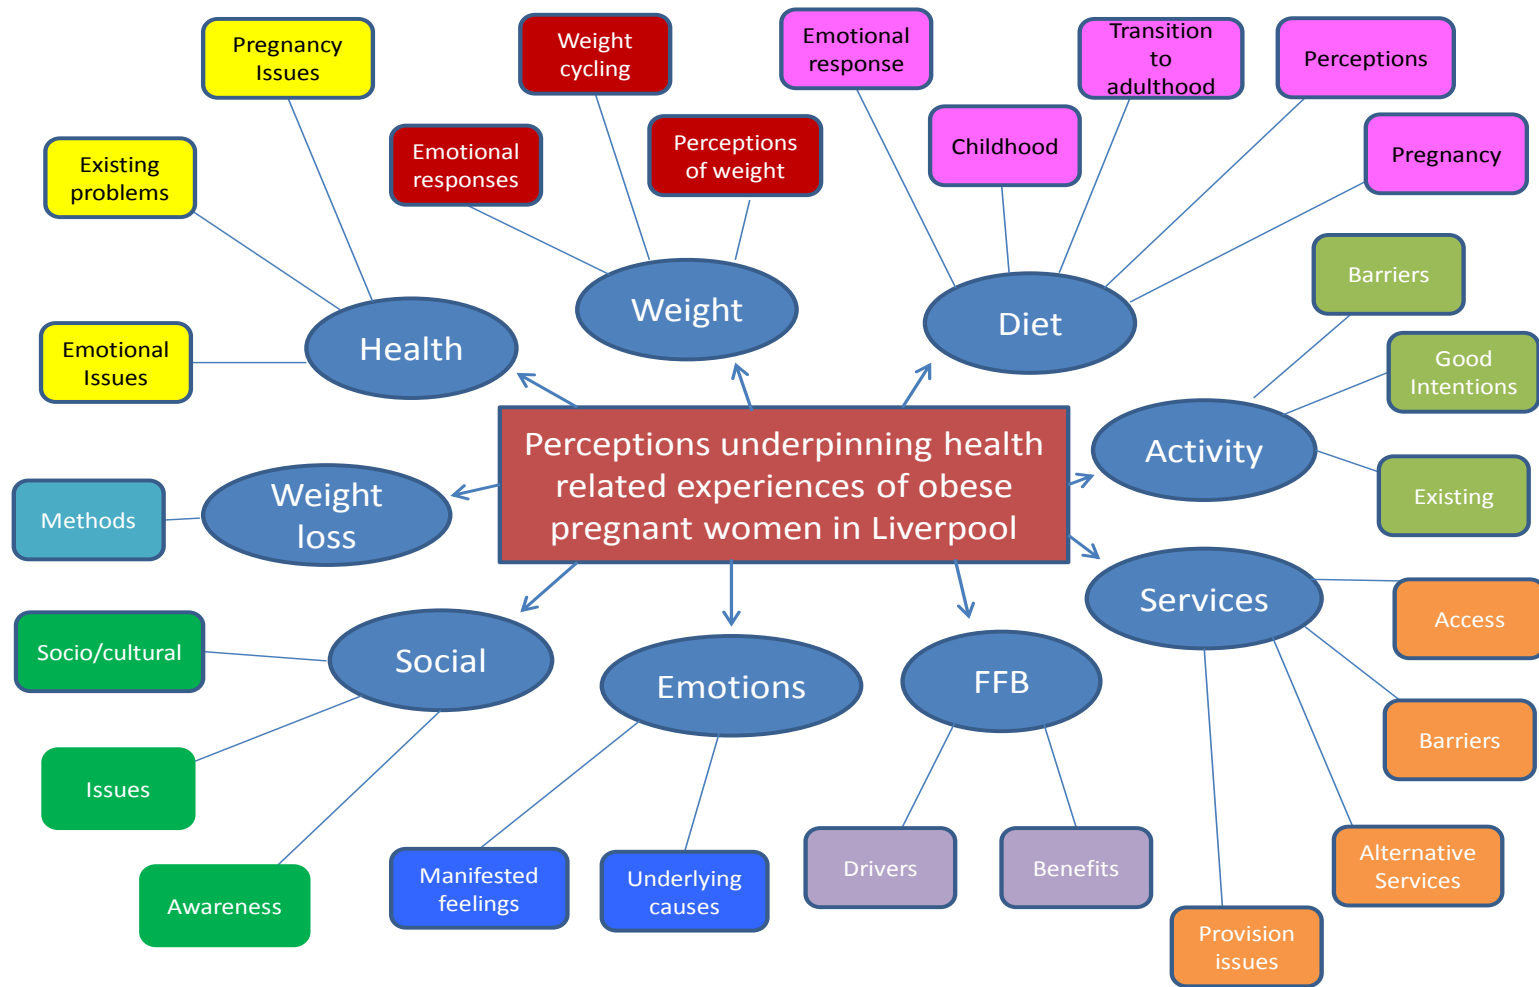 Pregnancy
Issues
Weight
cycling
Emotional
response
Transition
to
adulthood
Perceptions
Existing
problems
Emotional
responses
Perceptions
of weight
Childhood
Pregnancy
Emotional
Issues
Health
Weight
Diet
Barriers
Good
Intentions
Activity
Existing
Perceptions underpinning health
related experiences of obese
pregnant women in Liverpool
Methods
Weight
loss
Services
Access
Socio/cultural
Social
Emotions
FFB
Barriers
Issues
Awareness
Manifested
feelings
Underlying
causes
Drivers
Benefits
Alternative
Services
Provision
issues